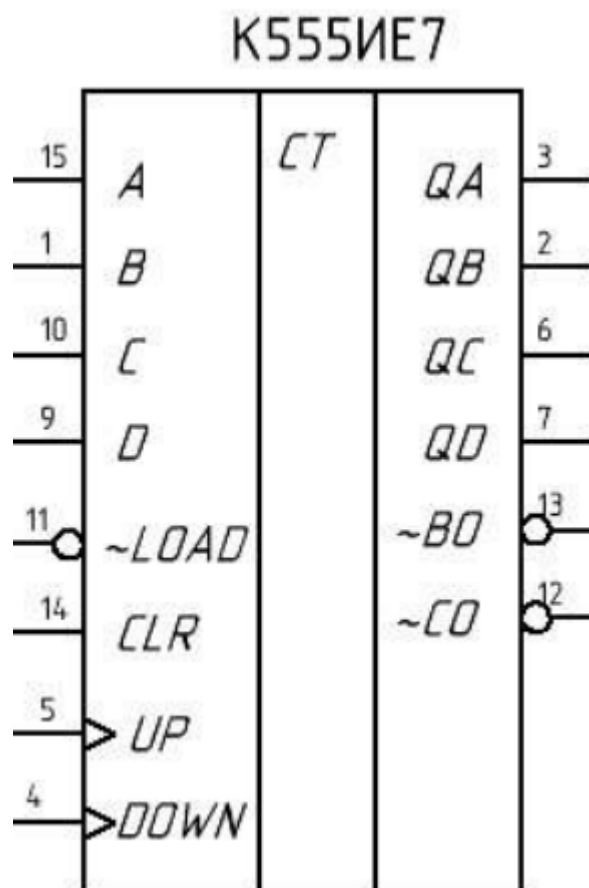 К555ИЕ7
CT
15 A QA 3
1 B QB 2
10 C QC 6
9 D QD 7
11 ~LOAD ~BO 13
14 CLR ~CO 12
5 UP
4 DOWN